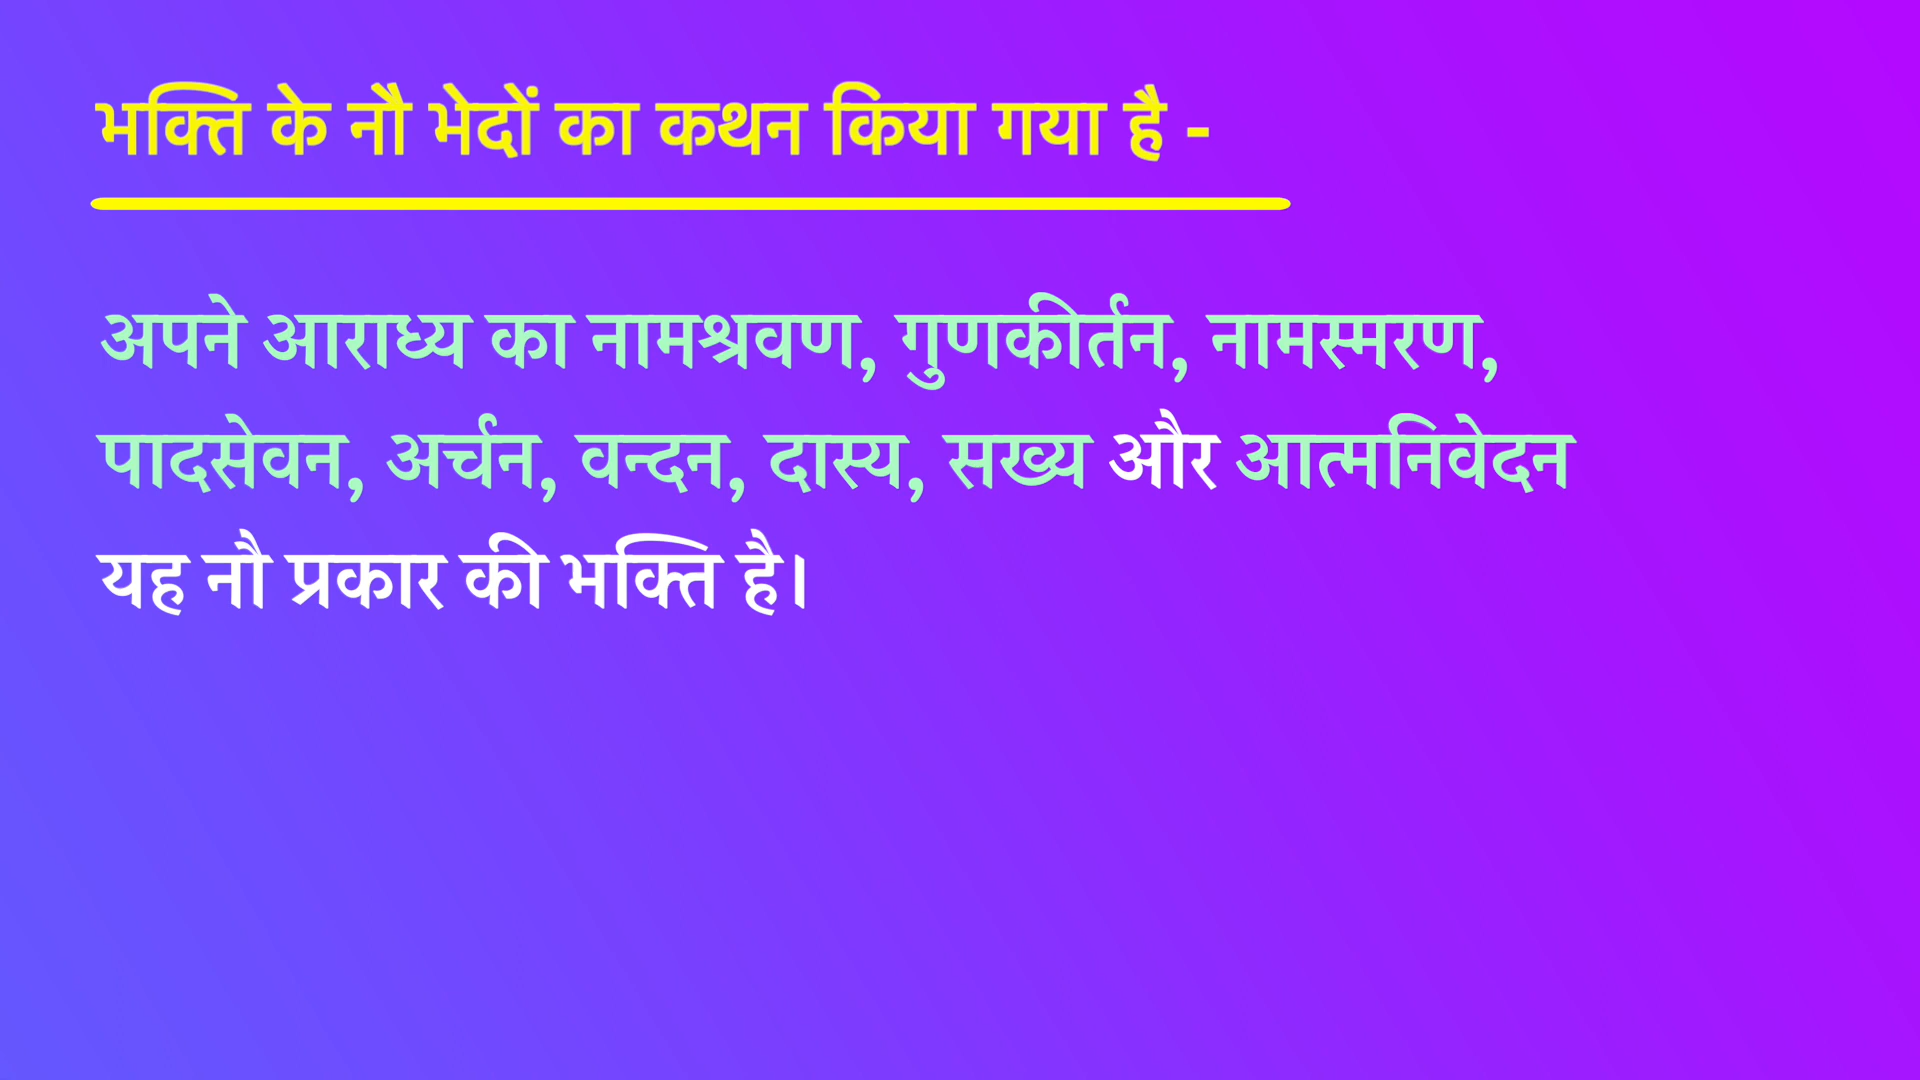 भक्ति के नौ भेदों का कथन किया गया है -
अपने आराध्य का नामश्रवण, गुणकीर्तन, नामस्मरण,
पादसेवन, अर्चन, वन्दन, दास्य, सख्य और आत्मनिवेदन
यह नौ प्रकार की भक्ति है।